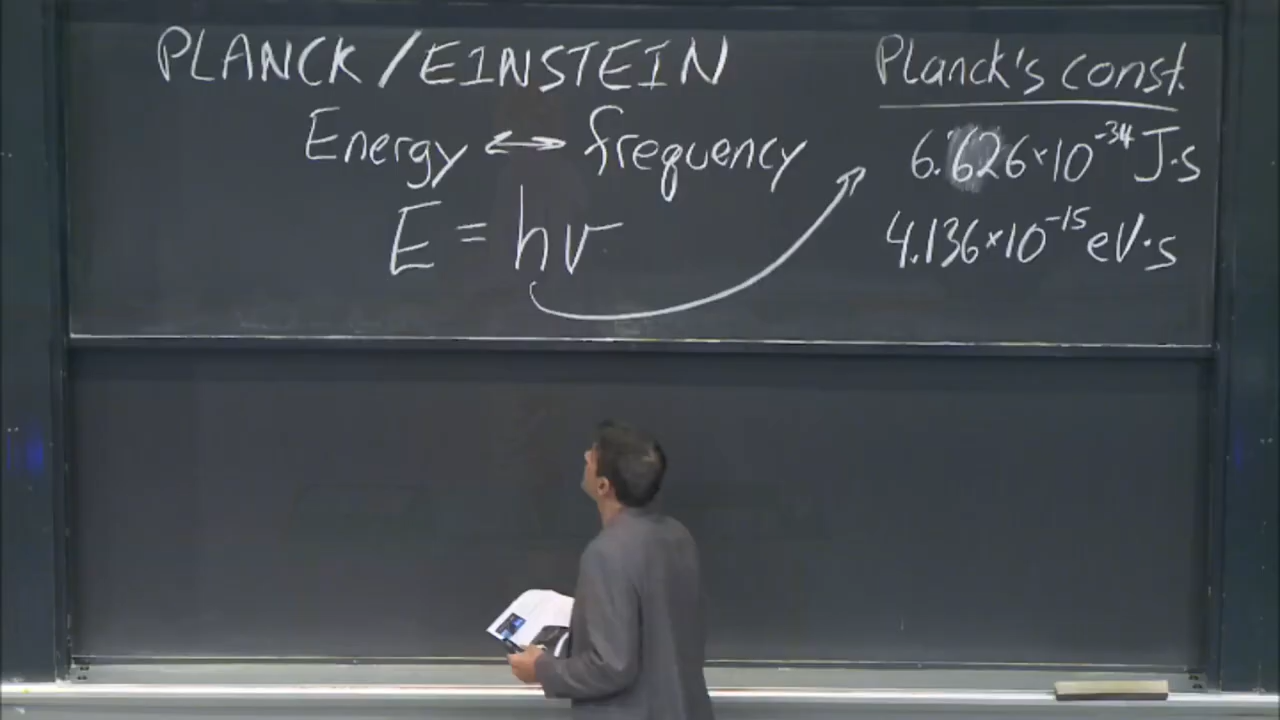 PLANCK/EINSTEIN
Energy ↔ frequency
E = hν
Planck's const.
6.626×10⁻³⁴ J·s
4.136×10⁻¹⁵ eV·s